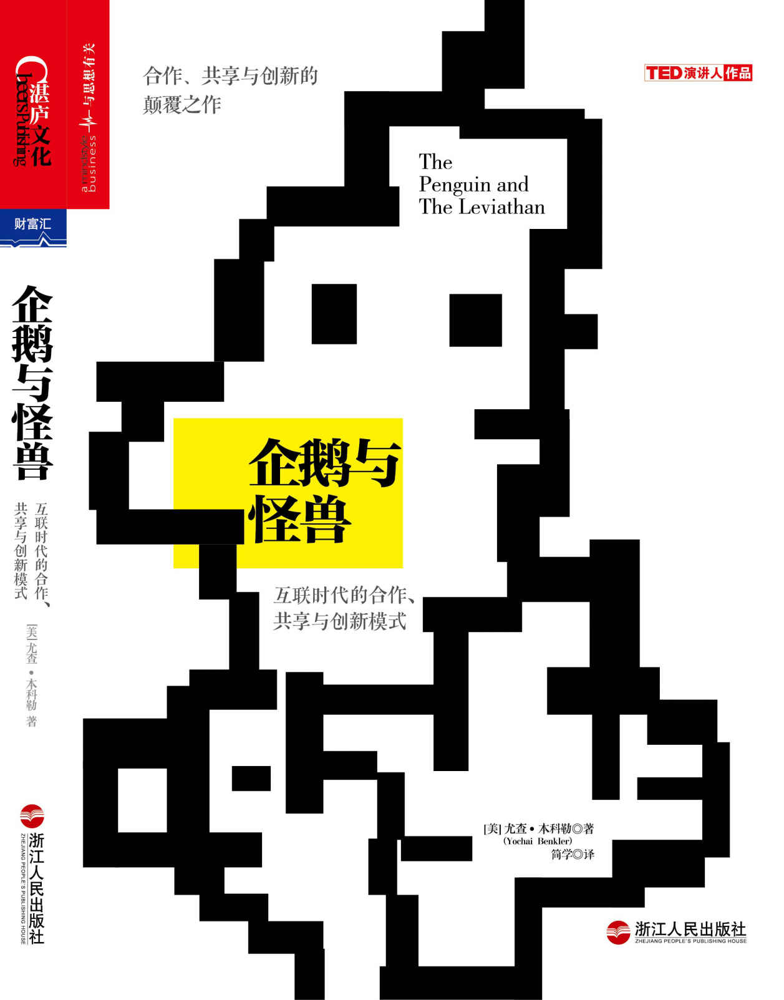 湛庐文化
Cheers Publishing
a mindstyle business
与思想有关
财富汇
企鹅与怪兽
互联时代的合作、
共享与创新模式
[美]尤查·本科勒 著
浙江人民出版社
ZHEJIANG PEOPLE'S PUBLISHING HOUSE
合作、共享与创新的
颠覆之作
TED演讲人作品
The
Penguin and
The Leviathan
企鹅与
怪兽
互联时代的合作、
共享与创新模式
[美]尤查·本科勒◎著
(Yochai Benkler)
简学◎译
浙江人民出版社
ZHEJIANG PEOPLE'S PUBLISHING HOUSE